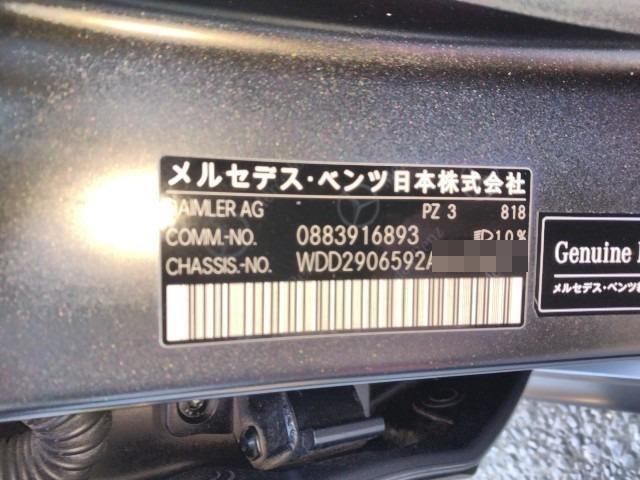 メルセデス・ベンツ日本株式会社
DAIMLER AG PZ 3 818
COMM.-NO. 0883916893 10%
CHASSIS.-NO. WDD2906592A
Genuine
メルセデス・ベンツ